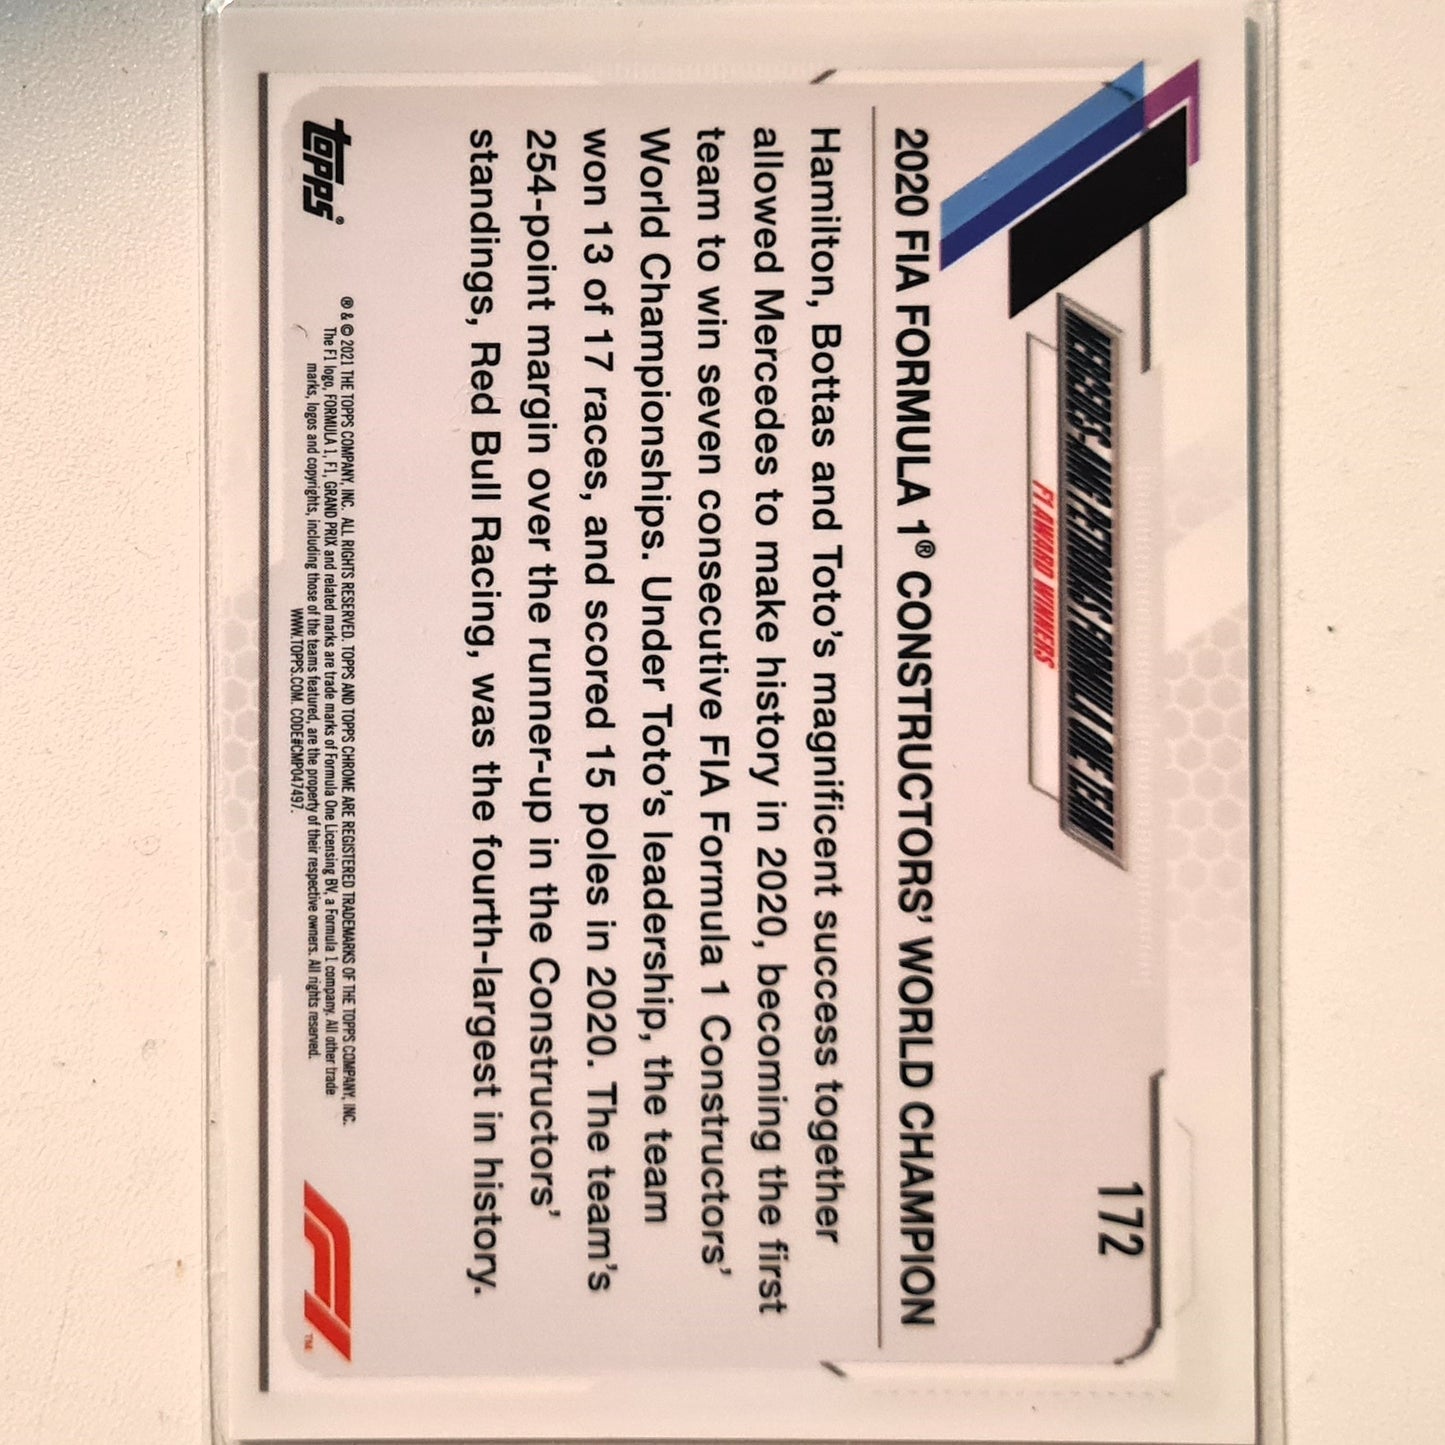 172
MERCEDES-AMG PETRONAS FORMULA ONE TEAM
F1 AWARD WINNERS
2020 FIA FORMULA 1® CONSTRUCTORS' WORLD CHAMPION
Hamilton, Bottas and Toto's magnificent success together
allowed Mercedes to make history in 2020, becoming the first
team to win seven consecutive FIA Formula 1 Constructors'
World Championships. Under Toto's leadership, the team
won 13 of 17 races, and scored 15 poles in 2020. The team's
254-point margin over the runner-up in the Constructors'
standings, Red Bull Racing, was the fourth-largest in history.
topps®
® & © 2021 THE TOPPS COMPANY, INC. ALL RIGHTS RESERVED. TOPPS AND TOPPS CHROME ARE REGISTERED TRADEMARKS OF THE TOPPS COMPANY, INC.
The F1 logo, FORMULA 1, F1, GRAND PRIX and related marks are trade marks of Formula One Licensing BV, a Formula 1 company. All other trade
marks, logos and copyrights, including those of the teams featured, are the property of their respective owners. All rights reserved.
WWW.TOPPS.COM. CODE#CMP047497.
F1™